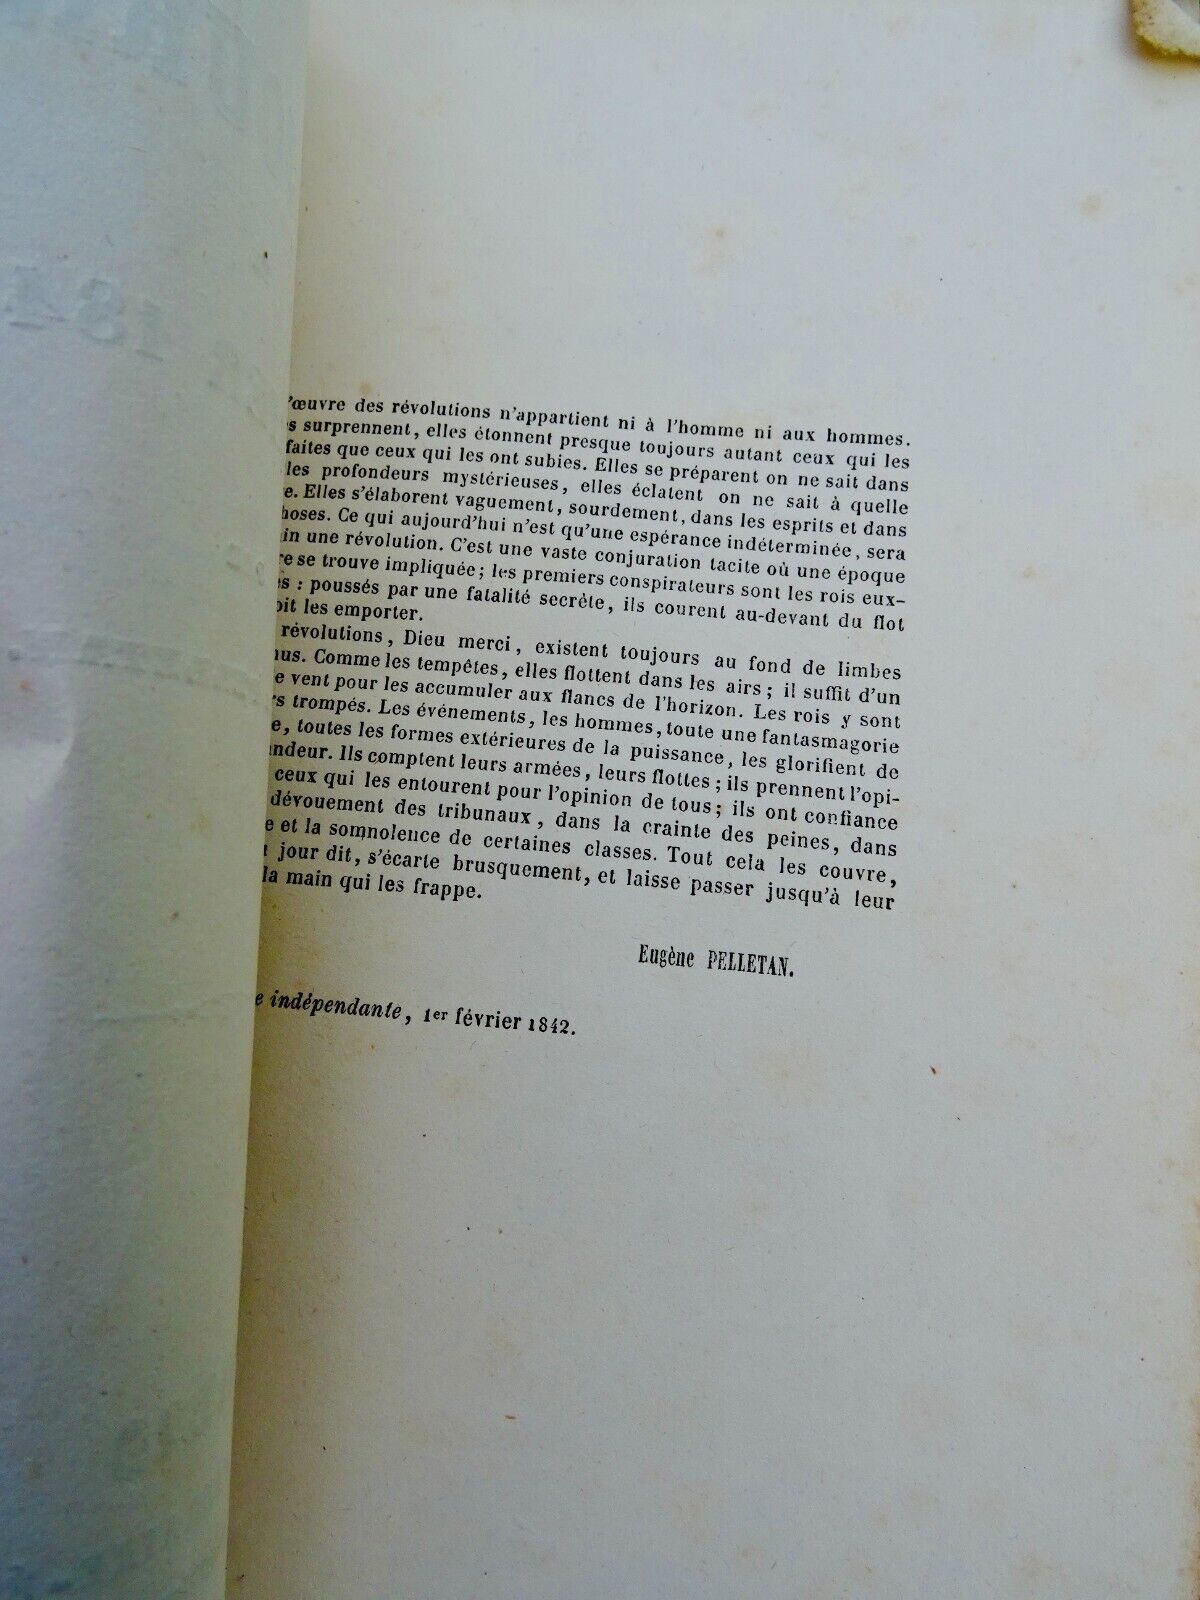 'œuvre des révolutions n'appartient ni à l'homme ni aux hommes.
s surprennent, elles étonnent presque toujours autant ceux qui les
faites que ceux qui les ont subies. Elles se préparent on ne sait dans
les profondeurs mystérieuses, elles éclatent on ne sait à quelle
e. Elles s'élaborent vaguement, sourdement, dans les esprits et dans
hoses. Ce qui aujourd'hui n'est qu'une espérance indéterminée, sera
in une révolution. C'est une vaste conjuration tacite où une époque
re se trouve impliquée; les premiers conspirateurs sont les rois eux-
s : poussés par une fatalité secrète, ils courent au-devant du flot
oit les emporter.
révolutions, Dieu merci, existent toujours au fond de limbes
nus. Comme les tempêtes, elles flottent dans les airs; il suffit d'un
e vent pour les accumuler aux flancs de l'horizon. Les rois y sont
rs trompés. Les événements, les hommes, toute une fantasmagorie
e, toutes les formes extérieures de la puissance, les glorifient de
ndeur. Ils comptent leurs armées, leurs flottes; ils prennent l'opi-
ceux qui les entourent pour l'opinion de tous; ils ont confiance
dévouement des tribunaux, dans la crainte des peines, dans
e et la somnolence de certaines classes. Tout cela les couvre,
jour dit, s'écarte brusquement, et laisse passer jusqu'à leur
la main qui les frappe.
Eugène PELLETAN.
e indépendante, 1er février 1842.